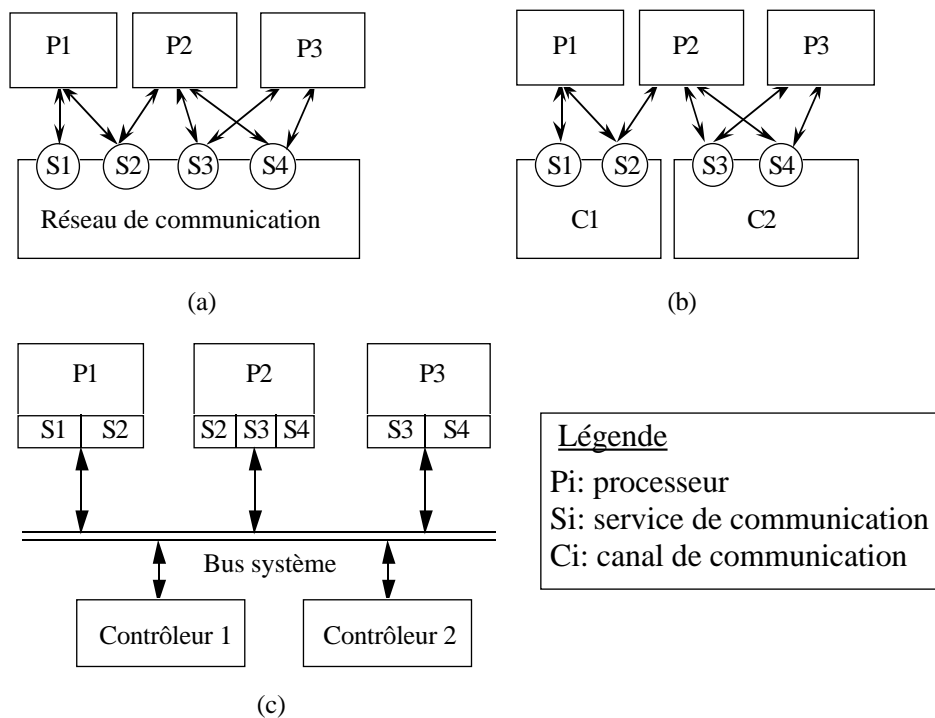 P1 P2 P3
S1 S2 S3 S4
Réseau de communication
(a)
P1 P2 P3
S1 S2 S3 S4
C1 C2
(b)
P1 P2 P3
S1 S2 S2 S3 S4 S3 S4
Bus système
Contrôleur 1 Contrôleur 2
(c)
Légende
Pi: processeur
Si: service de communication
Ci: canal de communication